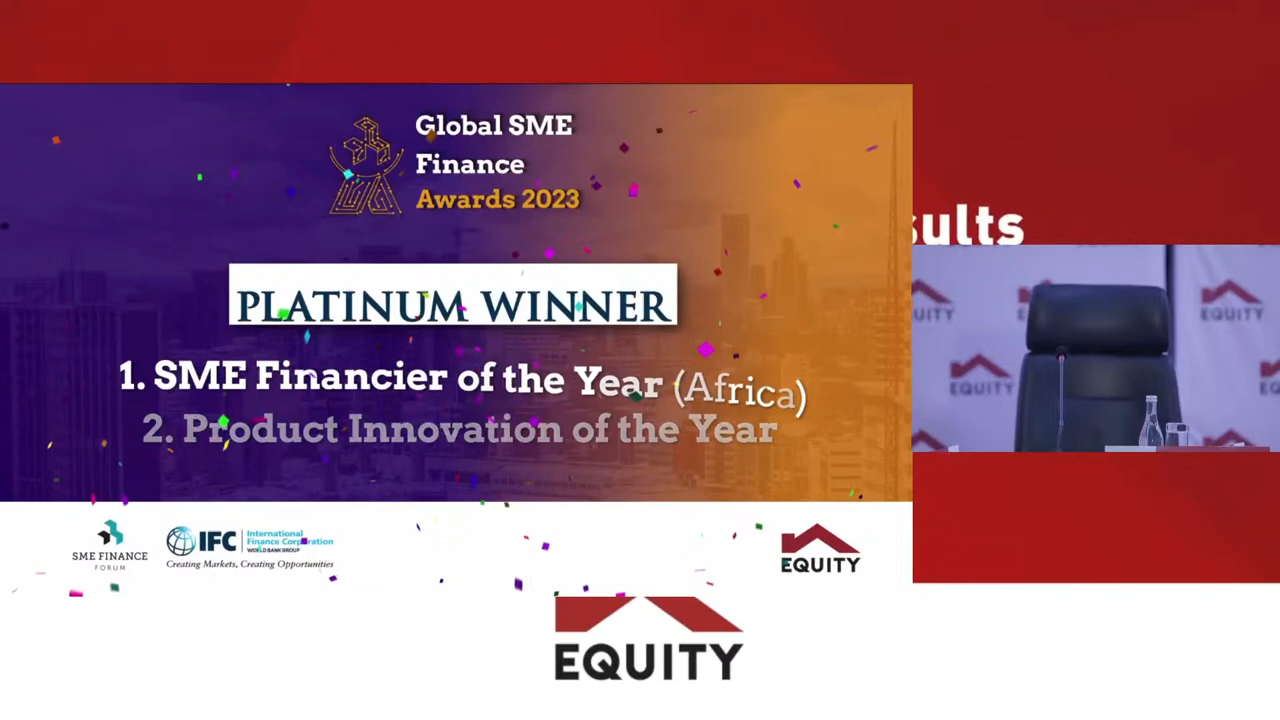 Global SME
Finance
Awards 2023
PLATINUM WINNER
1. SME Financier of the Year (Africa)
2. Product Innovation of the Year
sults
EQUITY
EQUITY
EQUITY
SME FINANCE
FORUM
IFC
International
Finance Corporation
WORLD BANK GROUP
Creating Markets, Creating Opportunities
EQUITY
EQUITY